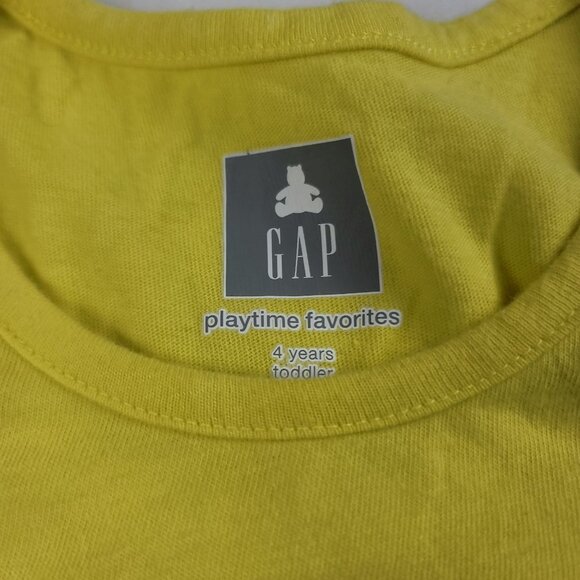 GAP
playtime favorites
4 years
toddler